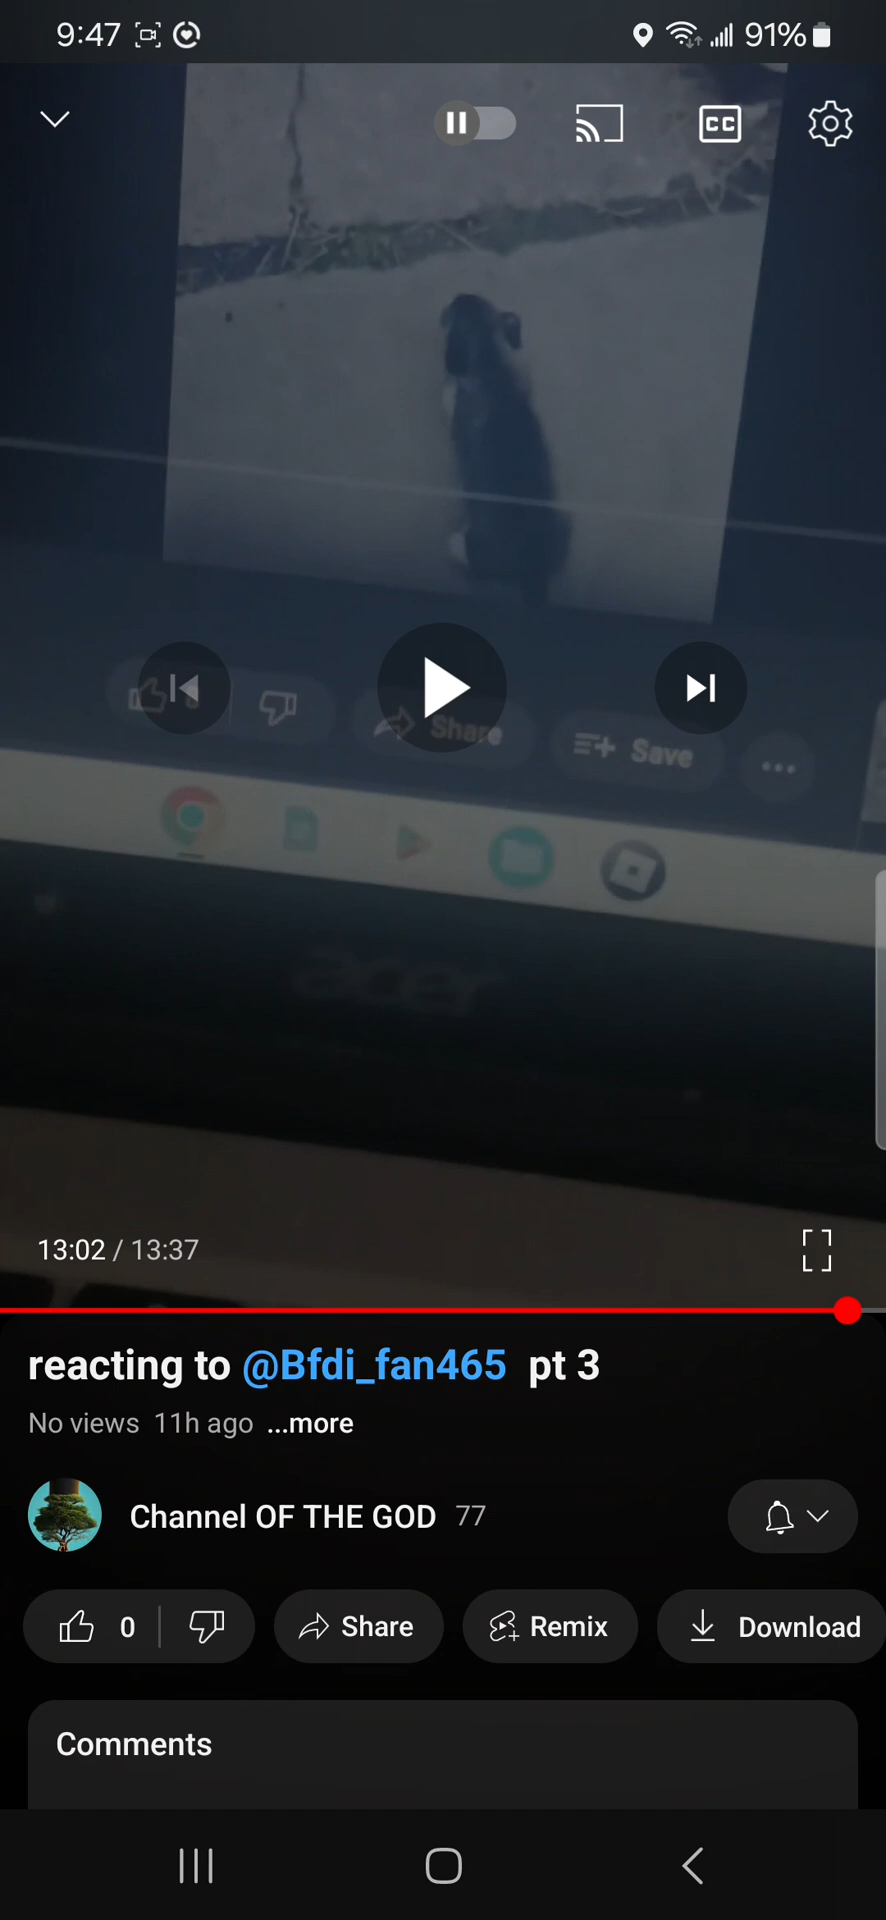 9:47 91%
CC
Share
Save
acer
13:02 / 13:37
reacting to @Bfdi_fan465 pt 3
No views 11h ago ...more
Channel OF THE GOD 77
0 Share Remix Download
Comments